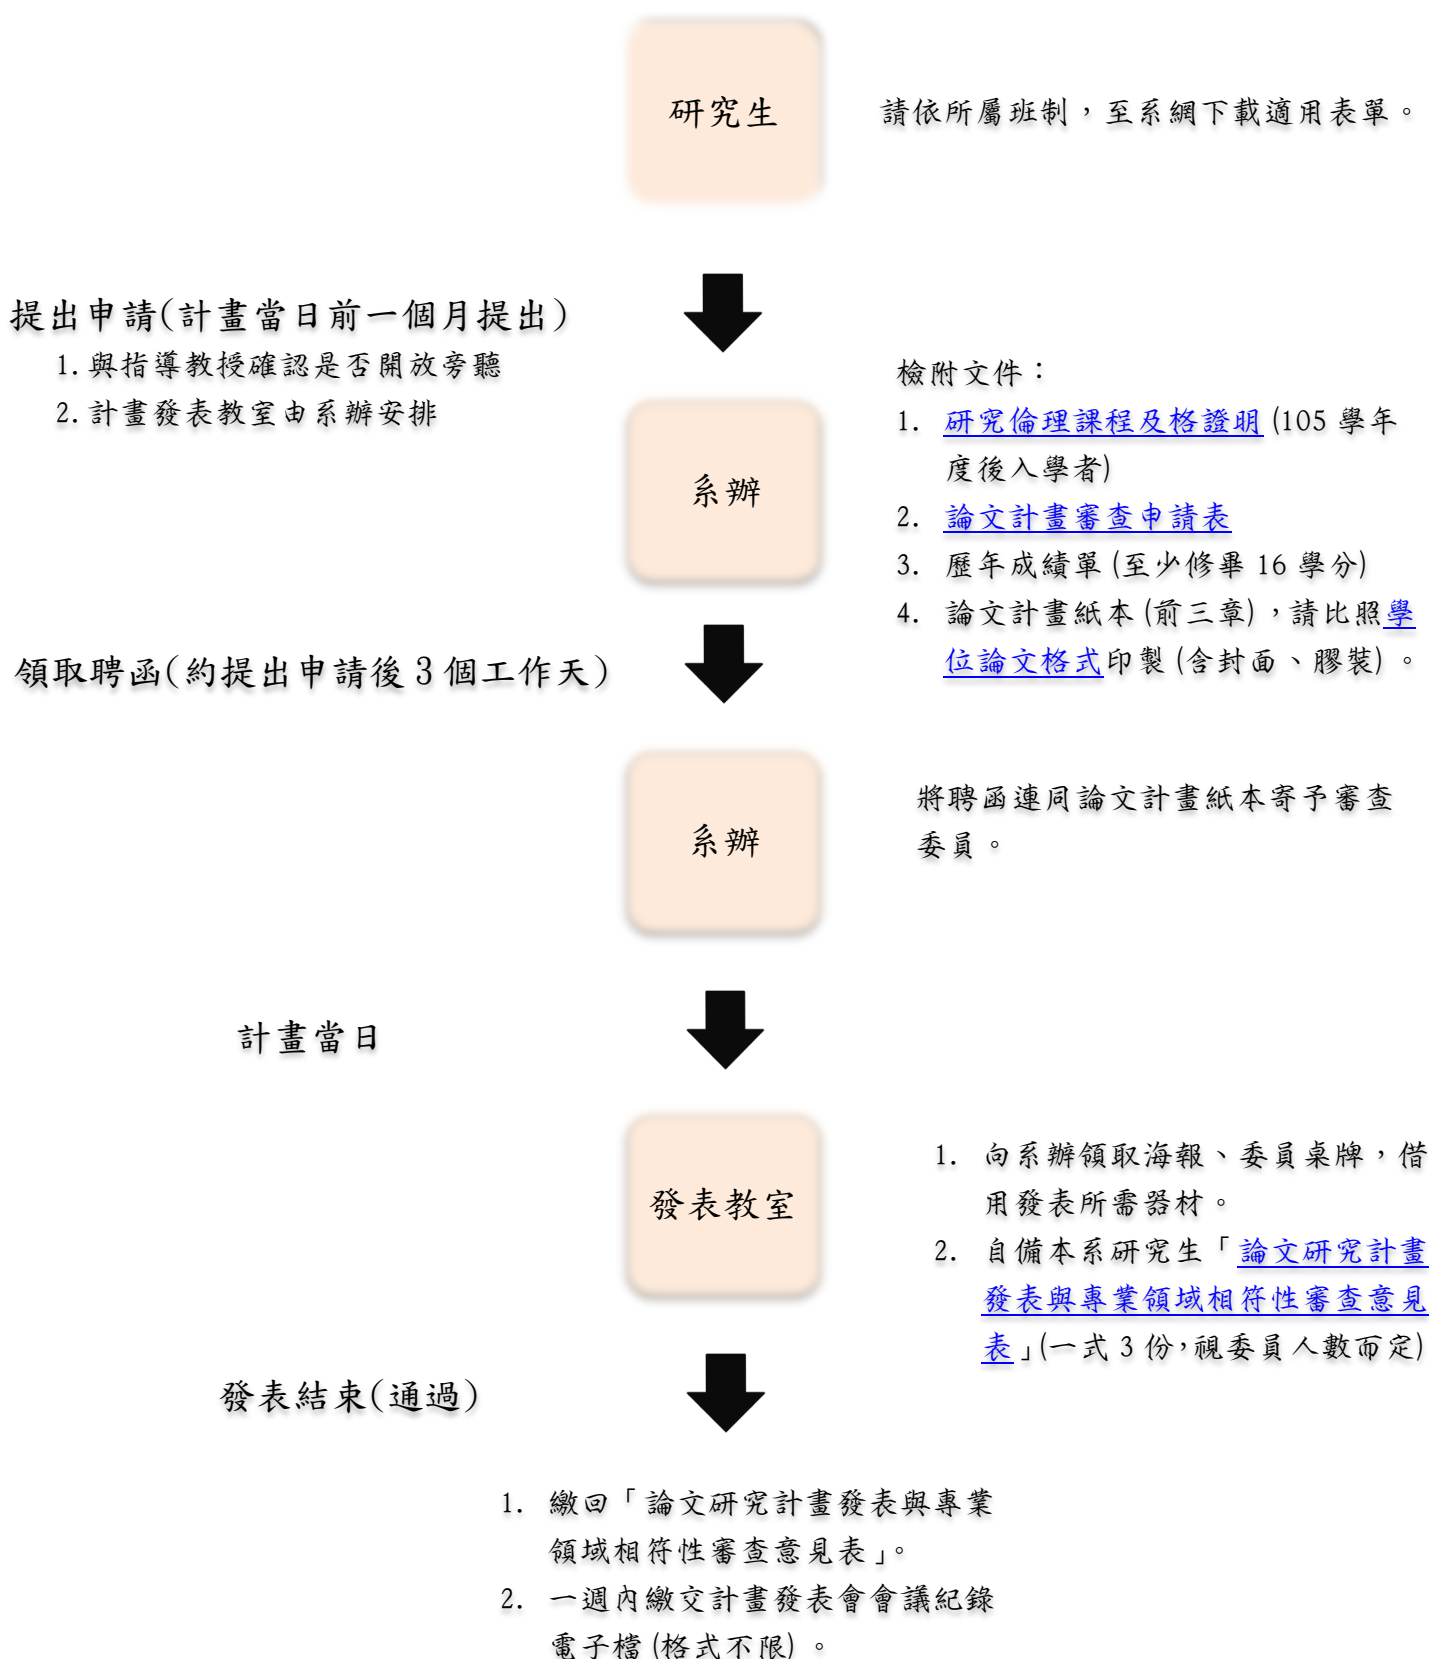 研究生
請依所屬班制，至系網下載適用表單。
提出申請(計畫當日前一個月提出)
1.與指導教授確認是否開放旁聽
2.計畫發表教室由系辦安排
系辦
檢附文件：
1. 研究倫理課程及格證明(105 學年
度後入學者)
2. 論文計畫審查申請表
3. 歷年成績單(至少修畢 16 學分)
4. 論文計畫紙本(前三章)，請比照學
位論文格式印製(含封面、膠裝)。
領取聘函(約提出申請後 3 個工作天)
系辦
將聘函連同論文計畫紙本寄予審查
委員。
計畫當日
發表教室
1. 向系辦領取海報、委員桌牌，借
用發表所需器材。
2. 自備本系研究生「論文研究計畫
發表與專業領域相符性審查意見
表」(一式 3 份，視委員人數而定)
發表結束(通過)
1. 繳回「論文研究計畫發表與專業
領域相符性審查意見表」。
2. 一週內繳交計畫發表會會議紀錄
電子檔(格式不限)。